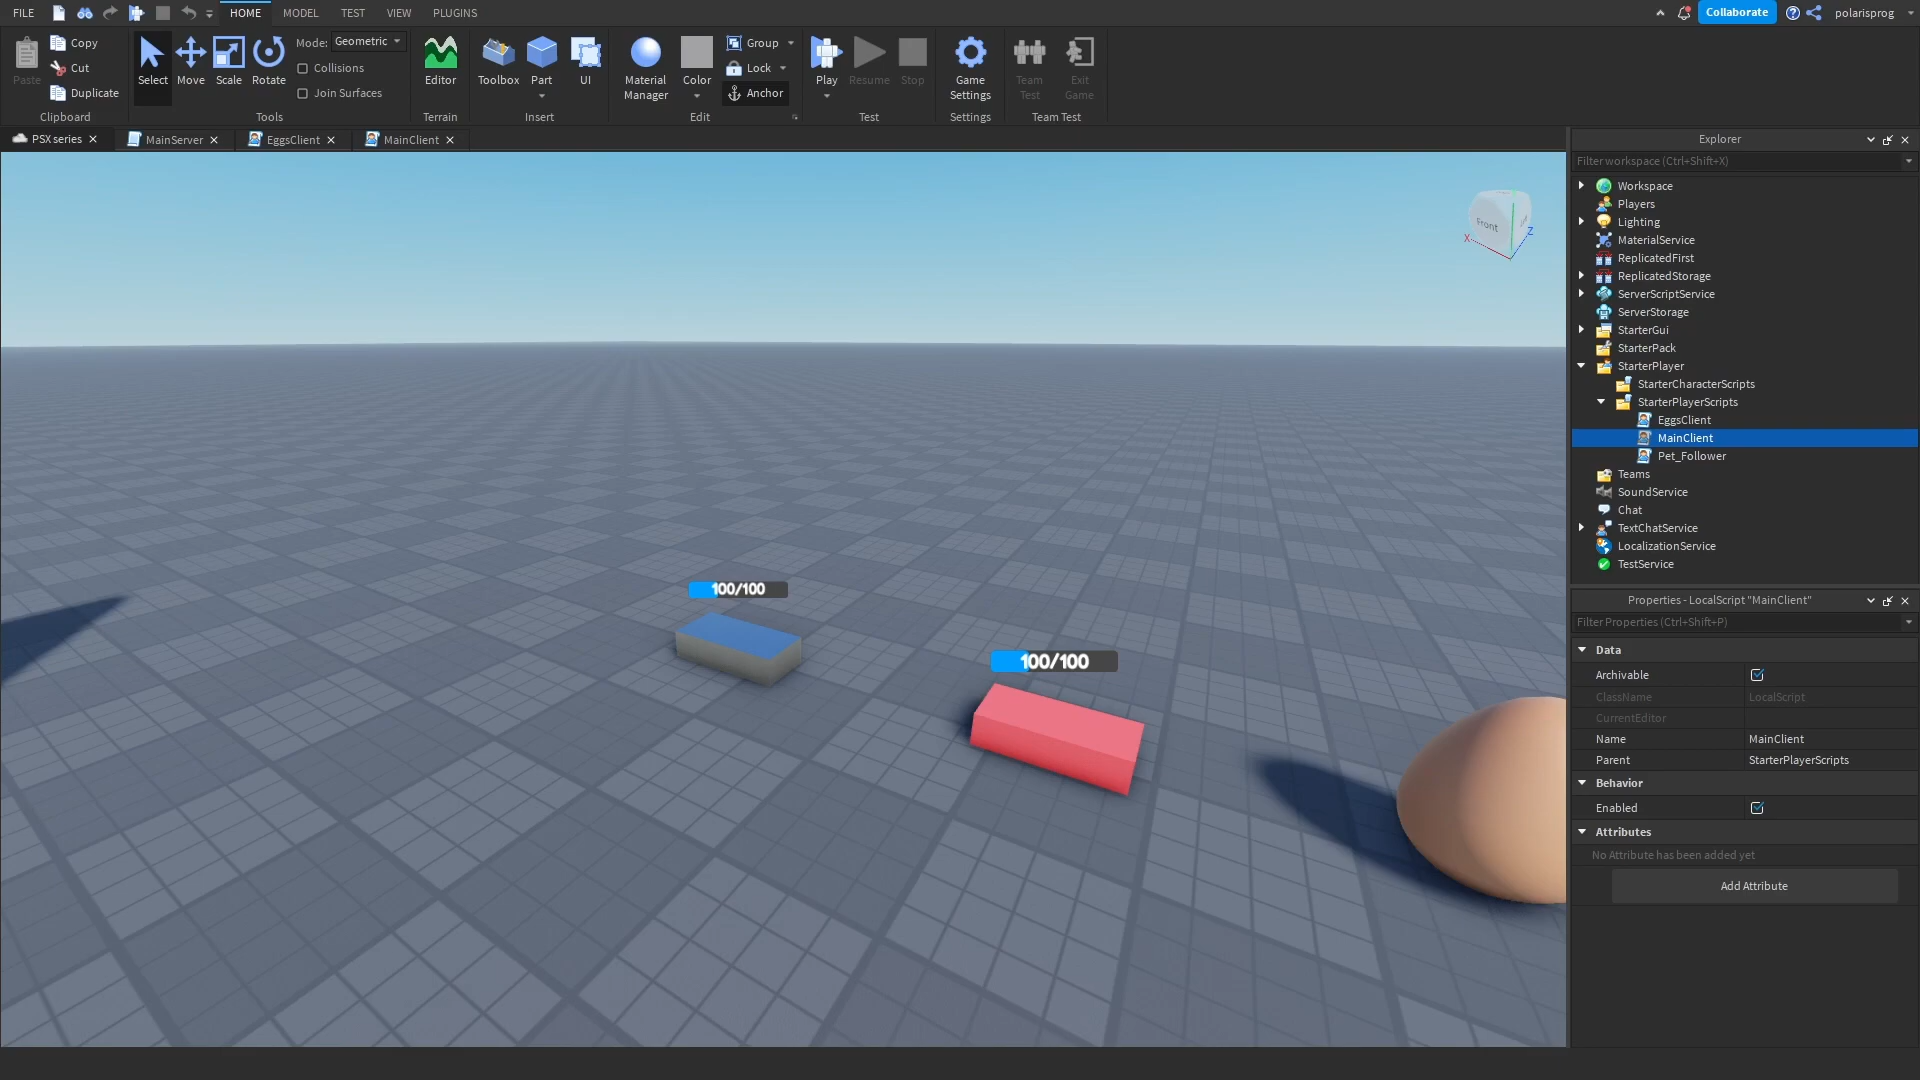 FILE HOME MODEL TEST VIEW PLUGINS Collaborate polarisprog
Paste Copy Cut Duplicate
Clipboard
Select Move Scale Rotate
Mode: Geometric
Collisions
Join Surfaces
Tools
Editor
Terrain
Toolbox Part UI
Insert
Material Manager Color
Group
Lock
Anchor
Edit
Play Resume Stop
Test
Game Settings
Settings
Team Test Exit Game
Team Test
PSX series MainServer EggsClient MainClient
Front
X
Z
100/100
100/100
Explorer
Filter workspace (Ctrl+Shift+X)
Workspace
Players
Lighting
MaterialService
ReplicatedFirst
ReplicatedStorage
ServerScriptService
ServerStorage
StarterGui
StarterPack
StarterPlayer
StarterCharacterScripts
StarterPlayerScripts
EggsClient
MainClient
Pet_Follower
Teams
SoundService
Chat
TextChatService
LocalizationService
TestService
Properties - LocalScript "MainClient"
Filter Properties (Ctrl+Shift+P)
Data
Archivable
ClassName LocalScript
CurrentEditor
Name MainClient
Parent StarterPlayerScripts
Behavior
Enabled
Attributes
No Attribute has been added yet
Add Attribute